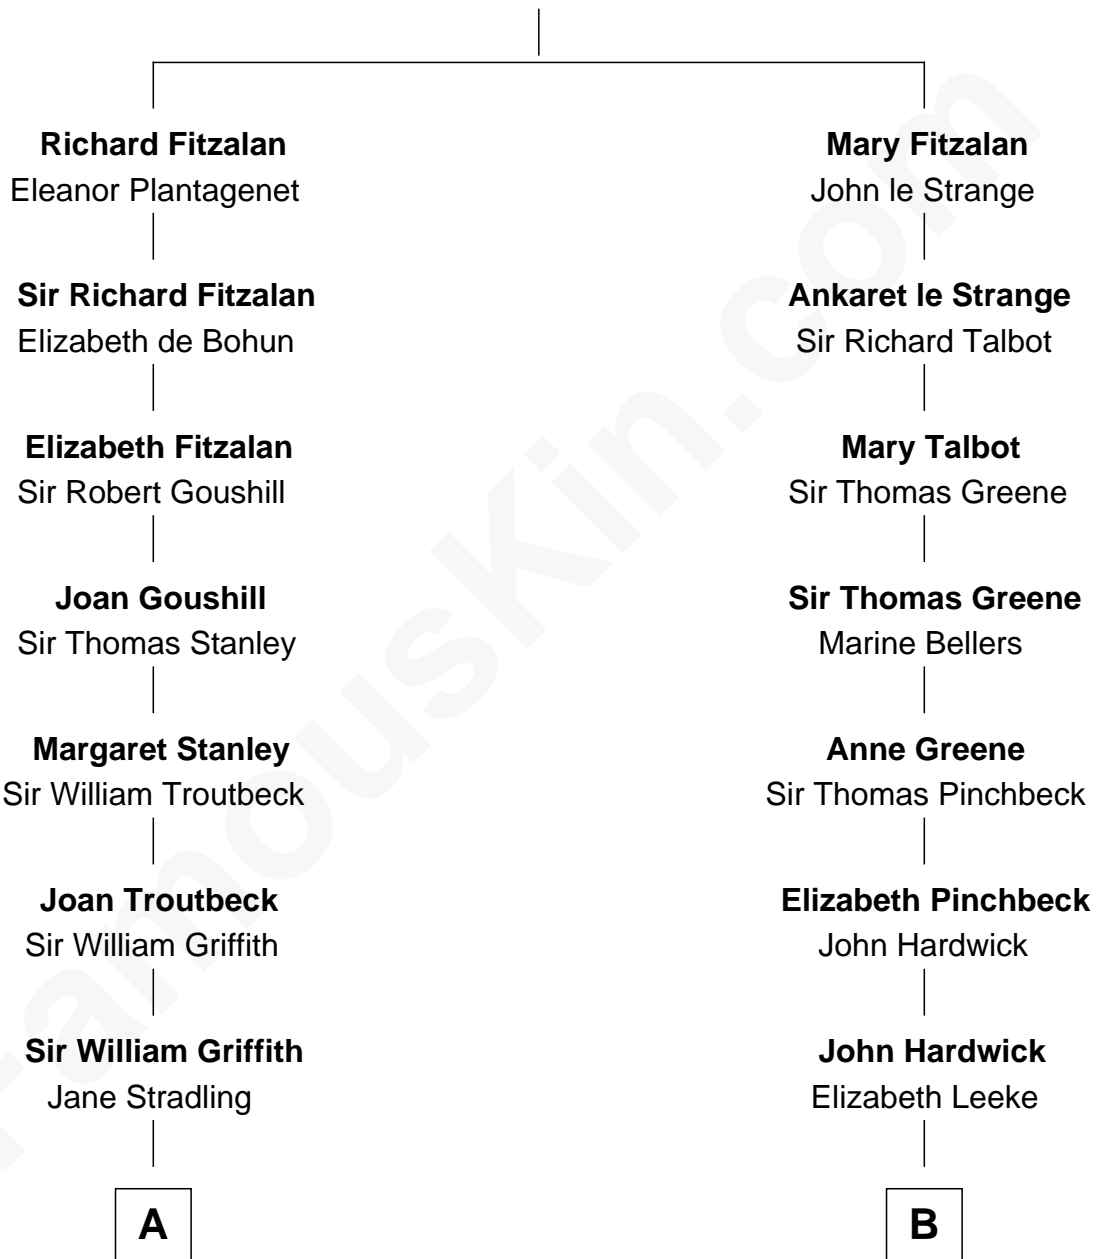 Richard Fitzalan
Eleanor Plantagenet
Sir Richard Fitzalan
Elizabeth de Bohun
Elizabeth Fitzalan
Sir Robert Goushill
Joan Goushill
Sir Thomas Stanley
Margaret Stanley
Sir William Troutbeck
Joan Troutbeck
Sir William Griffith
Sir William Griffith
Jane Stradling
A
Mary Fitzalan
John le Strange
Ankaret le Strange
Sir Richard Talbot
Mary Talbot
Sir Thomas Greene
Sir Thomas Greene
Marine Bellers
Anne Greene
Sir Thomas Pinchbeck
Elizabeth Pinchbeck
John Hardwick
John Hardwick
Elizabeth Leeke
B
FamousKin.com